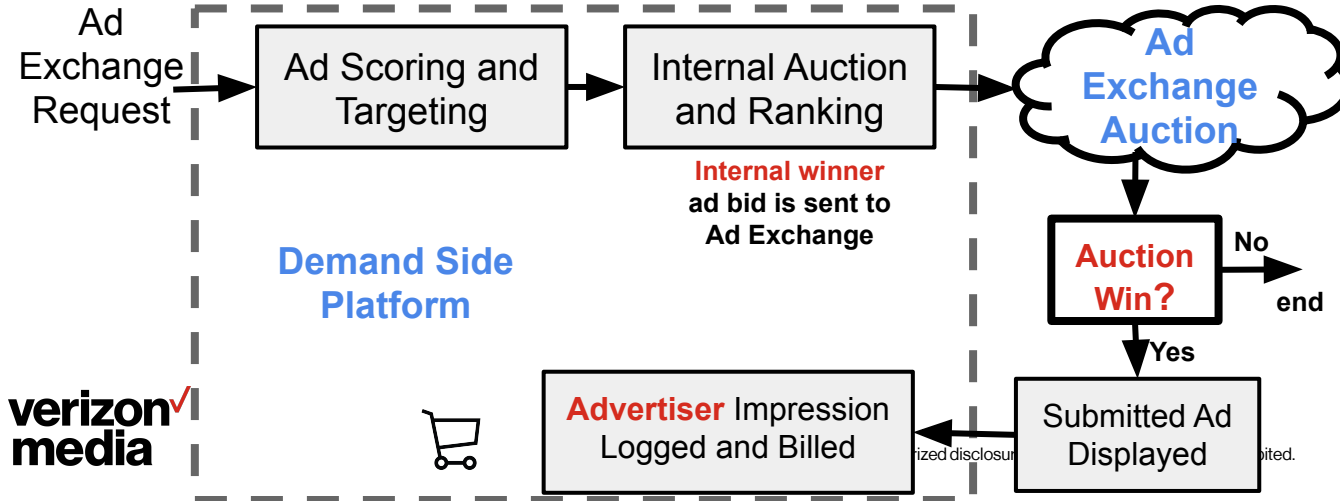 Ad
Exchange
Request
Ad Scoring and
Targeting
Internal Auction
and Ranking
Ad
Exchange
Auction
Internal winner
ad bid is sent to
Ad Exchange
Demand Side
Platform
Auction
Win?
No
end
Yes
Submitted Ad
Displayed
Advertiser Impression
Logged and Billed
verizon✓
media